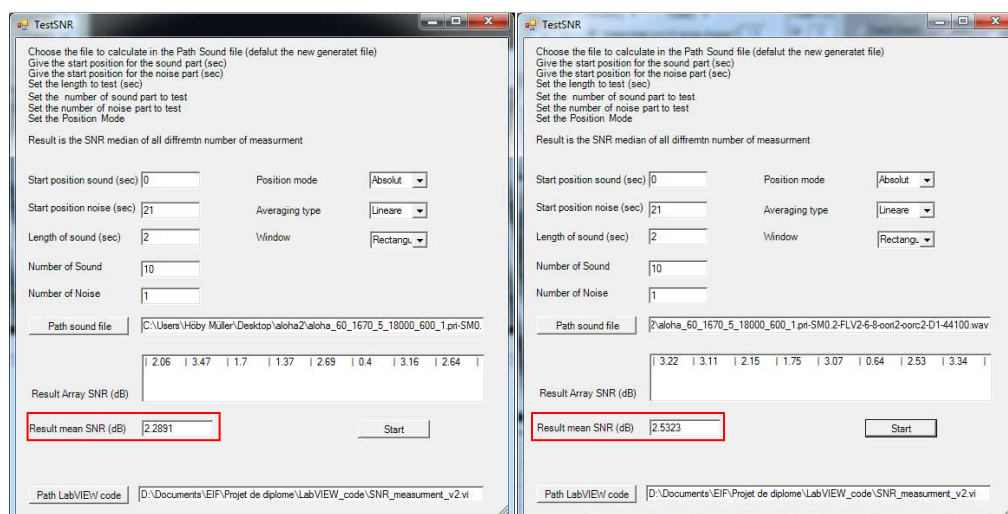 TestSNR
Choose the file to calculate in the Path Sound file (defalut the new generatet file)
Give the start position for the sound part (sec)
Give the start position for the noise part (sec)
Set the length to test (sec)
Set the  number of sound part to test
Set the number of noise part to test
Set the Position Mode
Result is the SNR median of all diffremtn number of measurment
Start position sound (sec) 0 Position mode Absolut
Start position noise (sec) 21 Averaging type Lineare
Length of sound (sec) 2 Window Rectangu
Number of Sound 10
Number of Noise 1
Path sound file C:\Users\Höby Müller\Desktop\aloha2\aloha_60_1670_5_18000_600_1.pri-SM0.
| 2.06 | 3.47 | 1.7 | 1.37 | 2.69 | 0.4 | 3.16 | 2.64 |
Result Array SNR (dB)
Result mean SNR (dB) 2.2891 Start
Path LabVIEW code D:\Documents\EIF\Projet de diplome\LabVIEW_code\SNR_measument_v2.vi
TestSNR
Choose the file to calculate in the Path Sound file (defalut the new generatet file)
Give the start position for the sound part (sec)
Give the start position for the noise part (sec)
Set the length to test (sec)
Set the  number of sound part to test
Set the number of noise part to test
Set the Position Mode
Result is the SNR median of all diffremtn number of measurment
Start position sound (sec) 0 Position mode Absolut
Start position noise (sec) 21 Averaging type Lineare
Length of sound (sec) 2 Window Rectangu
Number of Sound 10
Number of Noise 1
Path sound file 2\aloha_60_1670_5_18000_600_1.pri-SM0.2-FLV2-6-8-oori2-oorc2-D1-44100.wav
| 3.22 | 3.11 | 2.15 | 1.75 | 3.07 | 0.64 | 2.53 | 3.34 |
Result Array SNR (dB)
Result mean SNR (dB) 2.5323 Start
Path LabVIEW code D:\Documents\EIF\Projet de diplome\LabVIEW_code\SNR_measument_v2.vi